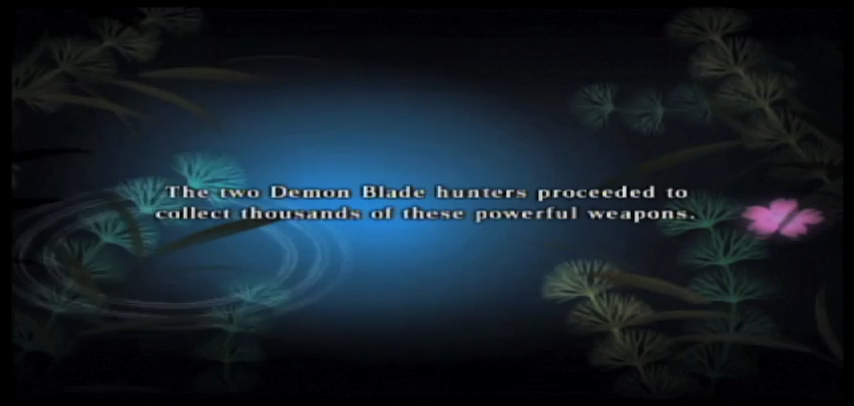 The two Demon Blade hunters proceeded to
collect thousands of these powerful weapons.